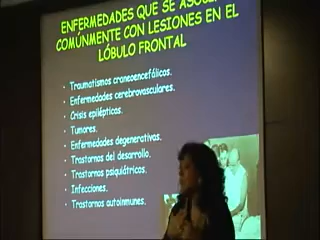 ENFERMEDADES QUE SE
COMÚNMENTE CON LESIONES EN EL
LÓBULO FRONTAL
• Traumatismos craneoencefálicos.
• Enfermedades cerebrovasculares.
• Crisis epilépticas.
• Tumores.
• Enfermedades degenerativas.
• Trastornos del desarrollo.
• Trastornos psiquiátricos.
• Infecciones.
• Trastornos autoinmunes.